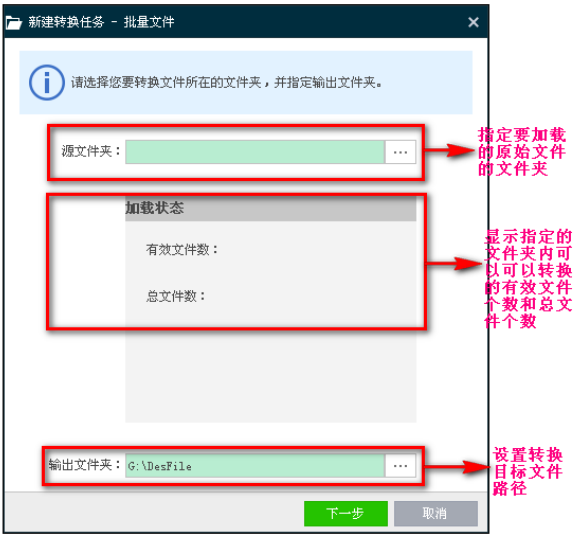 新建转换任务 - 批量文件
请选择您要转换文件所在的文件夹，并指定输出文件夹。
源文件夹：
...
指定要加载
的原始文件
的文件夹
加载状态
有效文件数：
总文件数：
显示指定的
文件夹内可
以可以转换
的有效文件
个数和总文
件个数
输出文件夹：
G:\DesFile
...
设置转换
目标文件
路径
下一步
取消